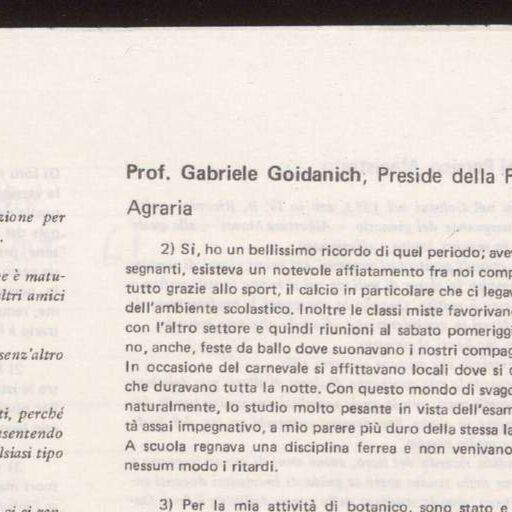 zione per
è matu-
ltri amici
senz'altro
ti, perché
sentendo
lsiasi tipo
Prof. Gabriele Goidanich, Preside della F
Agraria
2) Sì, ho un bellissimo ricordo di quel periodo; ave
segnanti, esisteva un notevole affiatamento fra noi comp
tutto grazie allo sport, il calcio in particolare che ci lega
dell'ambiente scolastico. Inoltre le classi miste favorivan
con l'altro settore e quindi riunioni al sabato pomerigg
no, anche, feste da ballo dove suonavano i nostri compag
In occasione del carnevale si affittavano locali dove si
che duravano tutta la notte. Con questo mondo di svag
naturalmente, lo studio molto pesante in vista dell'esam
tà assai impegnativo, a mio parere più duro della stessa la
A scuola regnava una disciplina ferrea e non venivano
nessum modo i ritardi.
3) Per la mia attività di botanico, sono stato e